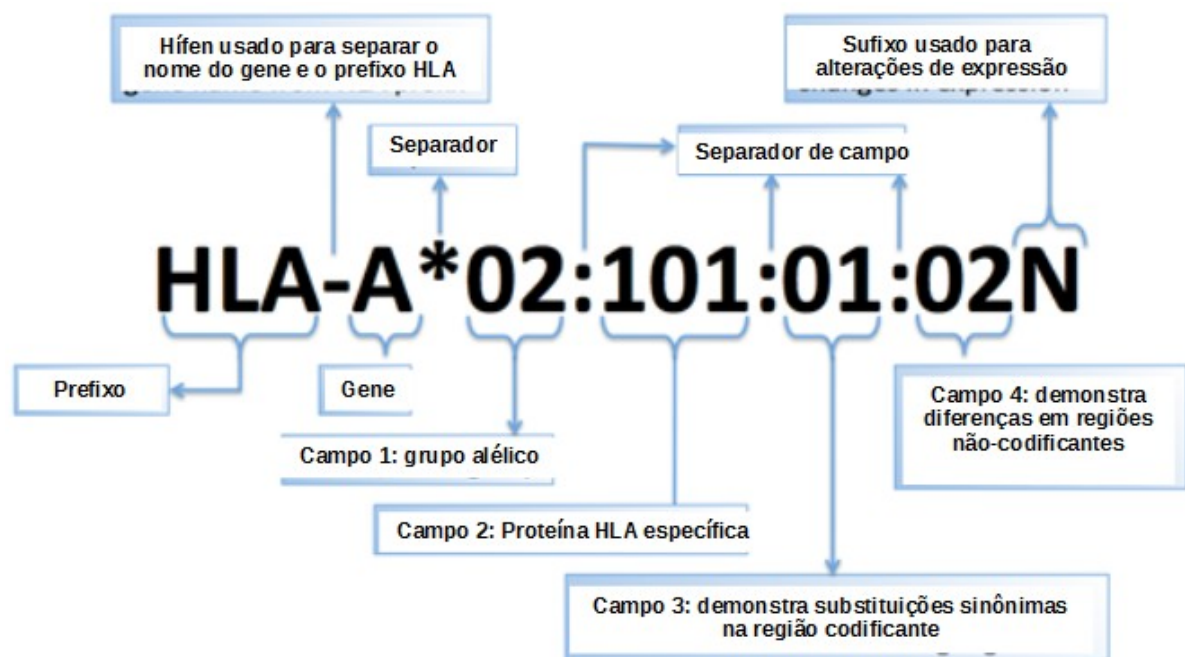 Hífen usado para separar o
nome do gene e o prefixo HLA
Sufixo usado para
alterações de expressão
Separador
Separador de campo
HLA-A*02:101:01:02N
Prefixo
Gene
Campo 1: grupo alélico
Campo 2: Proteína HLA específica
Campo 3: demonstra substituições sinônimas
na região codificante
Campo 4: demonstra
diferenças em regiões
não-codificantes